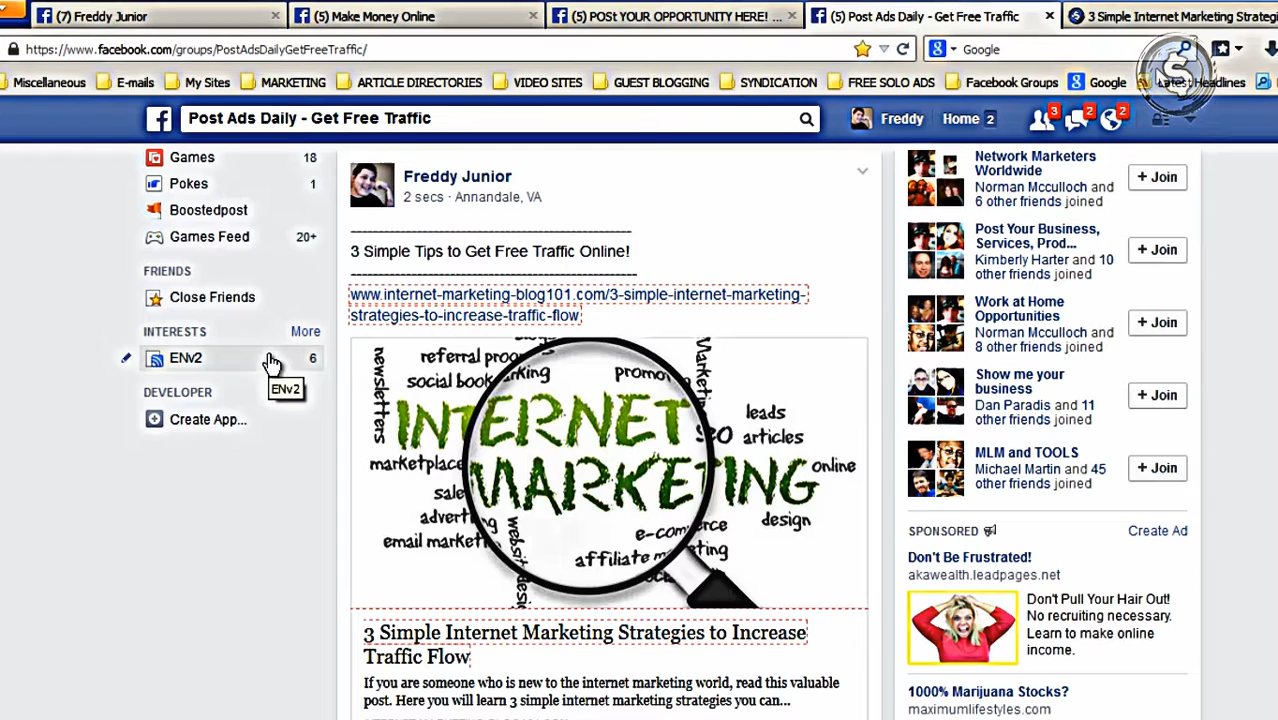 (7) Freddy Junior
(5) Make Money Online
(5) POST YOUR OPPORTUNITY HERE! ...
(5) Post Ads Daily - Get Free Traffic
3 Simple Internet Marketing Strateg
https://www.facebook.com/groups/PostAdsDailyGetFreeTraffic/
Google
Miscellaneous
E-mails
My Sites
MARKETING
ARTICLE DIRECTORIES
VIDEO SITES
GUEST BLOGGING
SYNDICATION
FREE SOLO ADS
Facebook Groups
Google
Latest Headlines
Post Ads Daily - Get Free Traffic
Freddy
Home 2
3
2
2
Games 18
Pokes 1
Boostedpost
Games Feed 20+
FRIENDS
Close Friends
INTERESTS More
ENv2 6
ENv2
DEVELOPER
Create App...
Freddy Junior
2 secs · Annandale, VA
3 Simple Tips to Get Free Traffic Online!
www.internet-marketing-blog101.com/3-simple-internet-marketing-
strategies-to-increase-traffic-flow
newsletters
referral
social
promo
leads
articles
INTERNET
marketplace
MARKETING
online
design
email
e-commerce
affiliate
3 Simple Internet Marketing Strategies to Increase
Traffic Flow
If you are someone who is new to the internet marketing world, read this valuable
post. Here you will learn 3 simple internet marketing strategies you can...
Network Marketers
Worldwide
Norman Mcculloch and
6 other friends joined
+ Join
Post Your Business,
Services, Prod...
Kimberly Harter and 10
other friends joined
+ Join
Work at Home
Opportunities
Norman Mcculloch and
8 other friends joined
+ Join
Show me your
business
Dan Paradis and 11
other friends joined
+ Join
MLM and TOOLS
Michael Martin and 45
other friends joined
+ Join
SPONSORED Create Ad
Don't Be Frustrated!
akawealth.leadpages.net
Don't Pull Your Hair Out!
No recruiting necessary.
Learn to make online
income.
1000% Marijuana Stocks?
maximumlifestyles.com